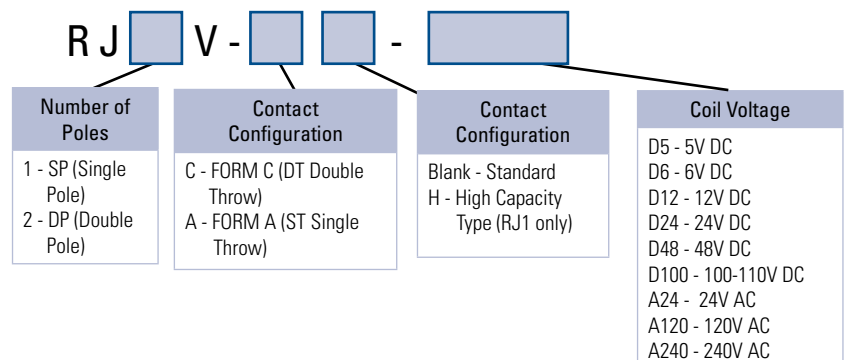 RJ V - -
Number of
Poles
1 - SP (Single
Pole)
2 - DP (Double
Pole)
Contact
Configuration
C - FORM C (DT Double
Throw)
A - FORM A (ST Single
Throw)
Contact
Configuration
Blank - Standard
H - High Capacity
Type (RJ1 only)
Coil Voltage
D5 - 5V DC
D6 - 6V DC
D12 - 12V DC
D24 - 24V DC
D48 - 48V DC
D100 - 100-110V DC
A24 - 24V AC
A120 - 120V AC
A240 - 240V AC